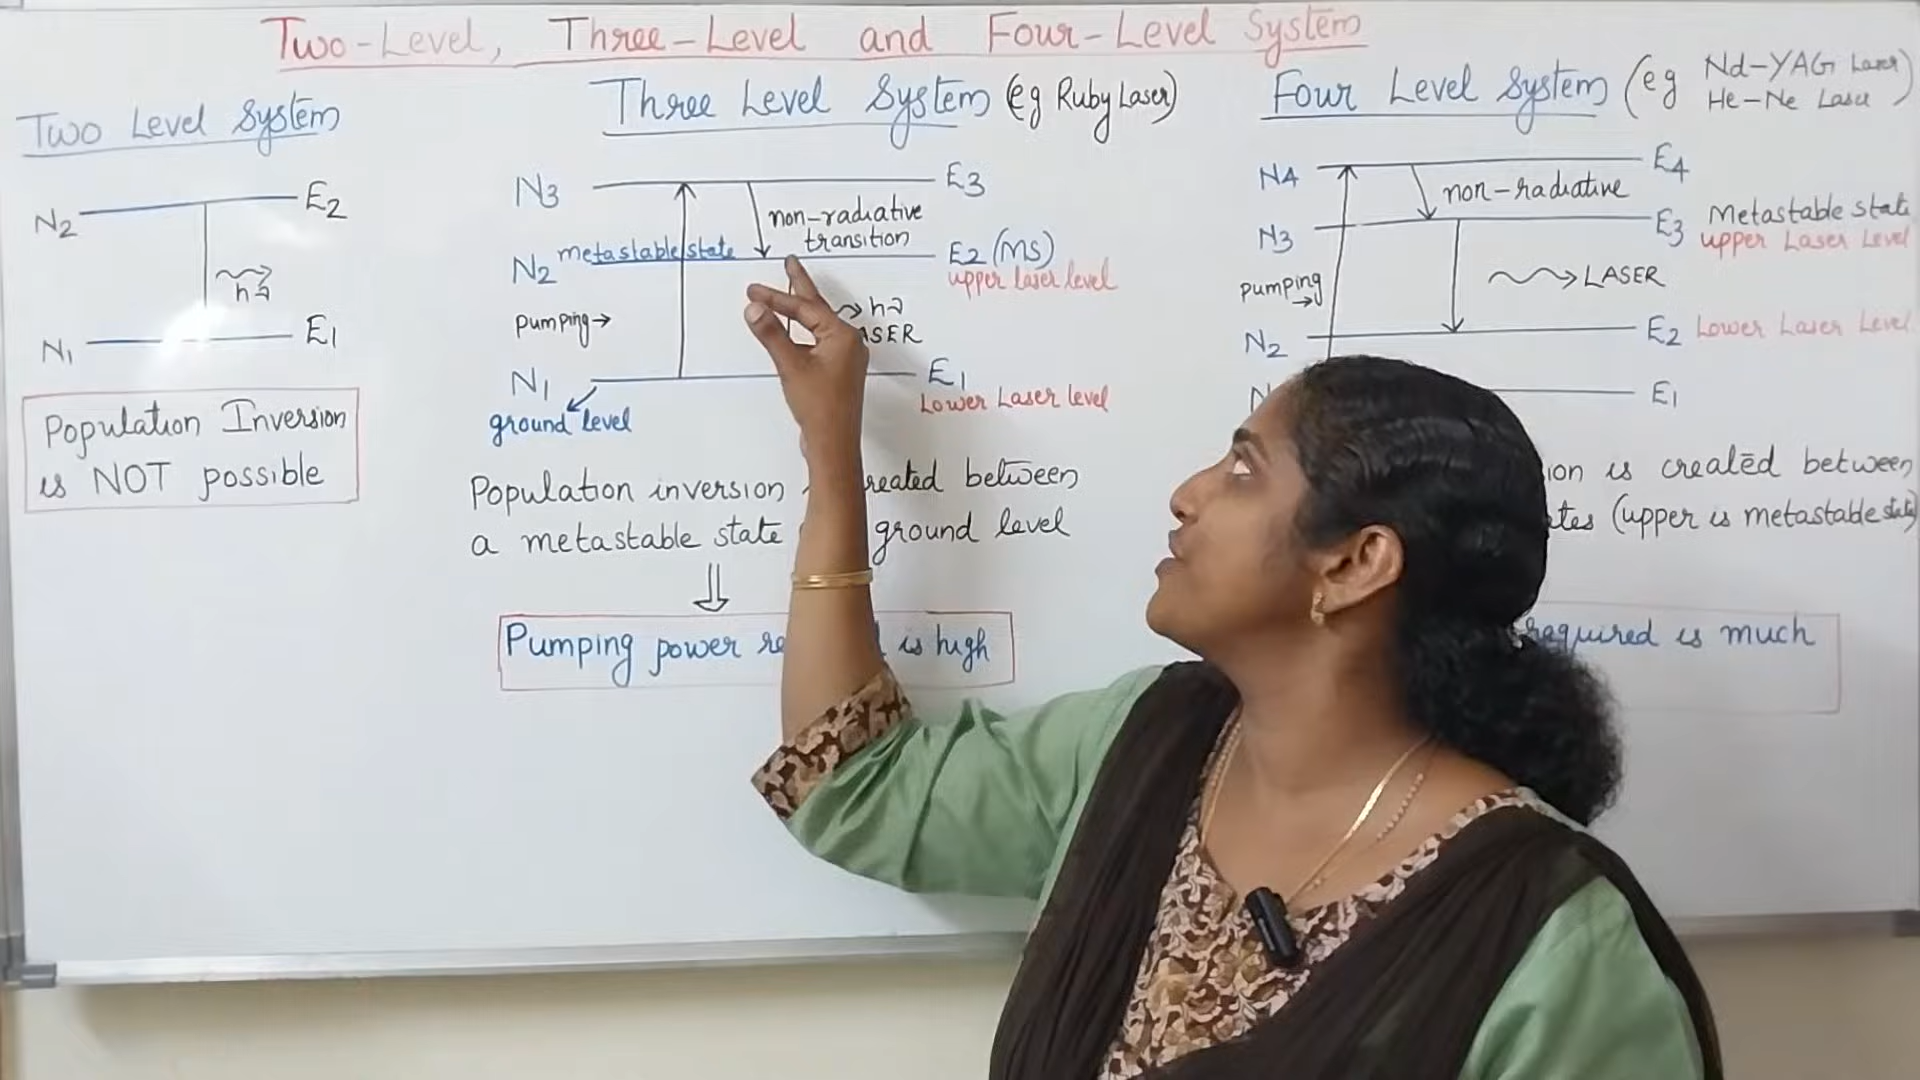 Two-Level, Three-Level and Four-Level System
Two Level System
N2
E2
hν
N1
E1
Population Inversion
is NOT possible
Three Level System (eg Ruby Laser)
N3
E3
non-radiative
transition
metastable state
N2
E2 (MS)
upper laser level
pumping→
hν
ASER
N1
E1
Lower Laser level
ground level
Population inversion reated between
a metastable state ground level
⇓
Pumping power re is high
Four Level System (eg Nd-YAG Laser
He-Ne Laser)
N4
E4
non-radiative
N3
E3
Metastable state
upper Laser Level
pumping
→
LASER
N2
E2
Lower Laser Level
N
E1
ion is created between
tes (upper is metastable state)
required is much